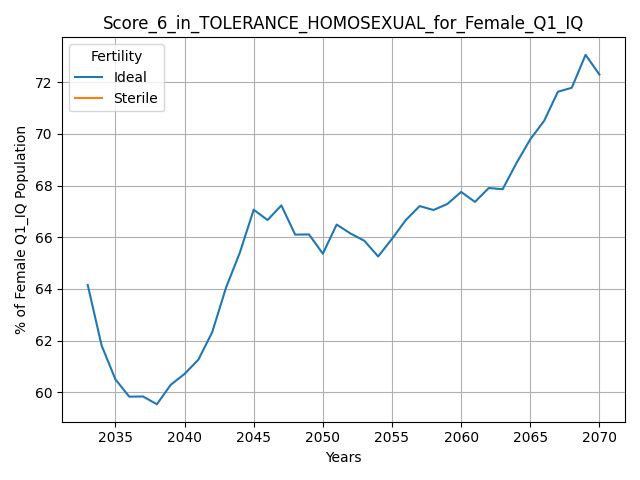 Score_6_in_TOLERANCE_HOMOSEXUAL_for_Female_Q1_IQ
Fertility
Ideal
Sterile
% of Female Q1_IQ Population
72
70
68
66
64
62
60
2035 2040 2045 2050 2055 2060 2065 2070
Years